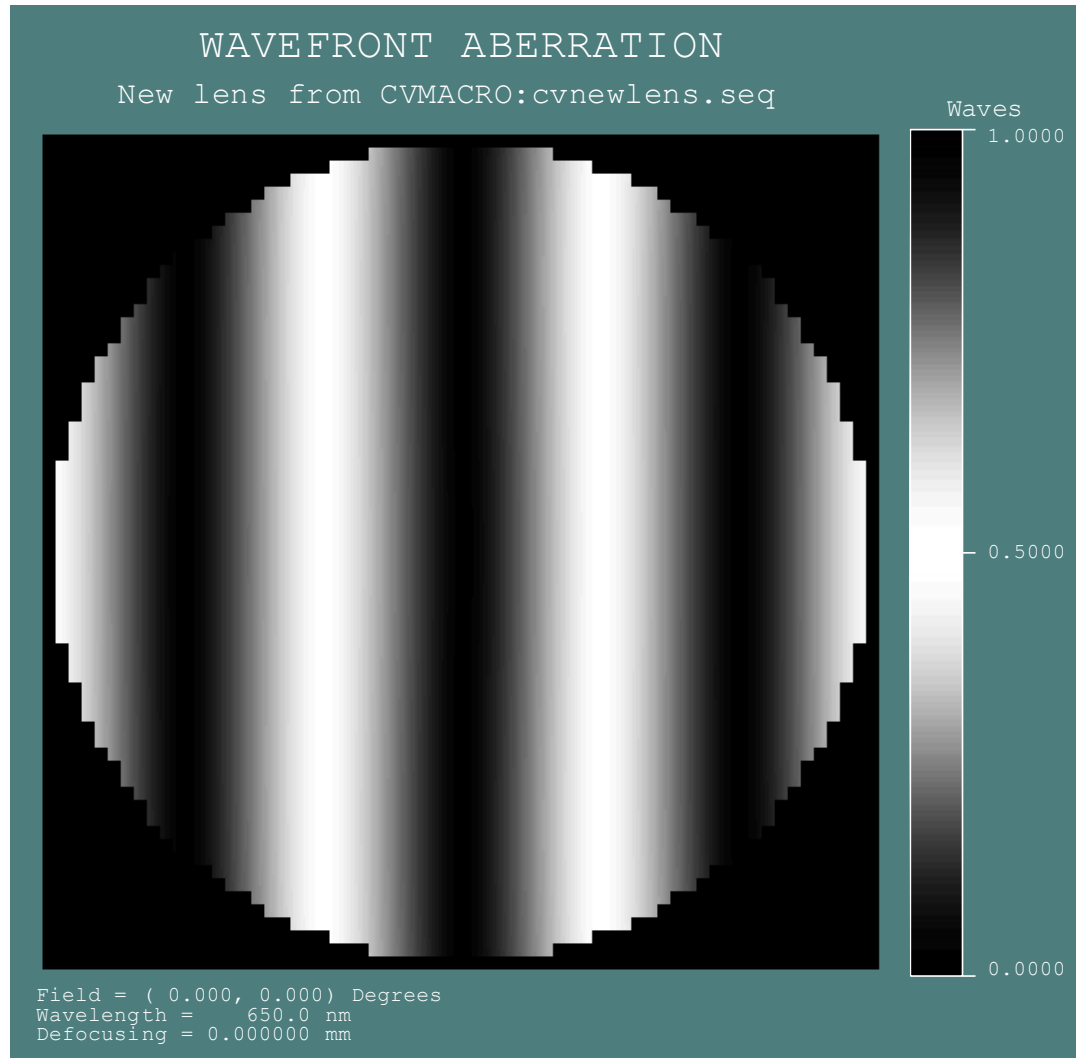 WAVEFRONT ABERRATION
New lens from CVMACRO:cvnewlens.seq
Waves
1.0000
0.5000
0.0000
Field = ( 0.000, 0.000) Degrees
Wavelength =    650.0 nm
Defocusing = 0.000000 mm